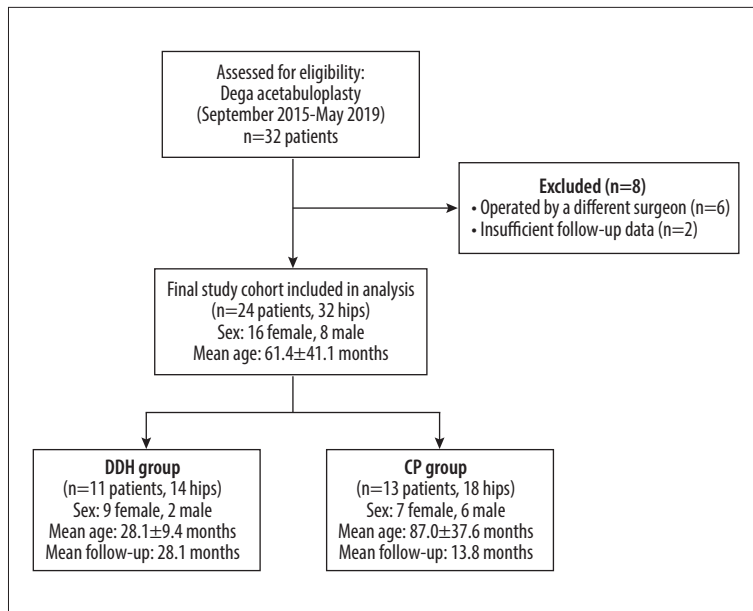 Assessed for eligibility:
Dega acetabuloplasty
(September 2015-May 2019)
n=32 patients
Excluded (n=8)
• Operated by a different surgeon (n=6)
• Insufficient follow-up data (n=2)
Final study cohort included in analysis
(n=24 patients, 32 hips)
Sex: 16 female, 8 male
Mean age: 61.4±41.1 months
DDH group
(n=11 patients, 14 hips)
Sex: 9 female, 2 male
Mean age: 28.1±9.4 months
Mean follow-up: 28.1 months
CP group
(n=13 patients, 18 hips)
Sex: 7 female, 6 male
Mean age: 87.0±37.6 months
Mean follow-up: 13.8 months